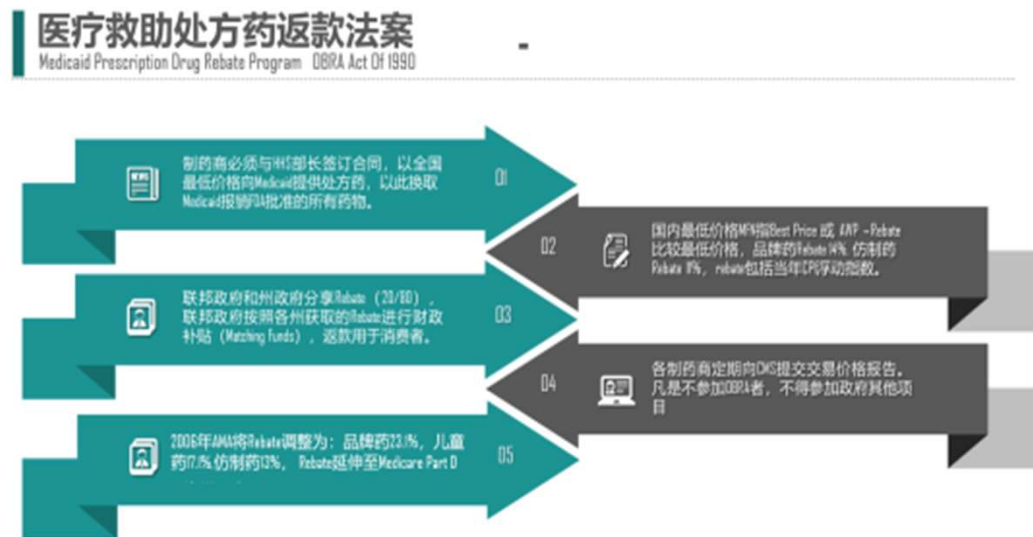 医疗救助处方药返款法案
Medicaid Prescription Drug Rebate Program OBRA Act Of 1990
制药商必须与HHS部长签订合同，以全国
最低价格向Medicaid提供处方药，以此换取
Medicaid报销FDA批准的所有药物。
01
国内最低价格MFN指Best Price 或 AWP -Rebate
比较最低价格，品牌药Rebate 14% 仿制药
Rebate 11%，rebate包括当年CPI浮动指数。
02
联邦政府和州政府分享Rebate（20/80），
联邦政府按照各州获取的Rebate进行财政
补贴（Matching Funds），返款用于消费者。
03
各制药商定期向CMS提交交易价格报告。
凡是不参加OBRA者，不得参加政府其他项
目
04
2006年AMA将Rebate调整为：品牌药23.1%，儿童
药17.1% 仿制药13%， Rebate延伸至Medicare Part D
05